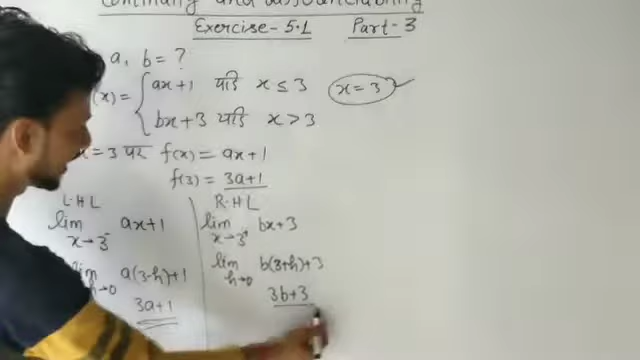 Continuity and
Exercise-5.1 Part-3
a, b = ?
(x) = { ax+1 यदि x ≤ 3
bx+3 यदि x > 3
x = 3
x = 3 पर f(x) = ax+1
f(3) = 3a+1
L·H·L
lim x→3⁻ ax+1
lim h→0 a(3-h)+1
3a+1
R·H·L
lim x→3⁺ bx+3
lim h→0 b(3+h)+3
3b+3